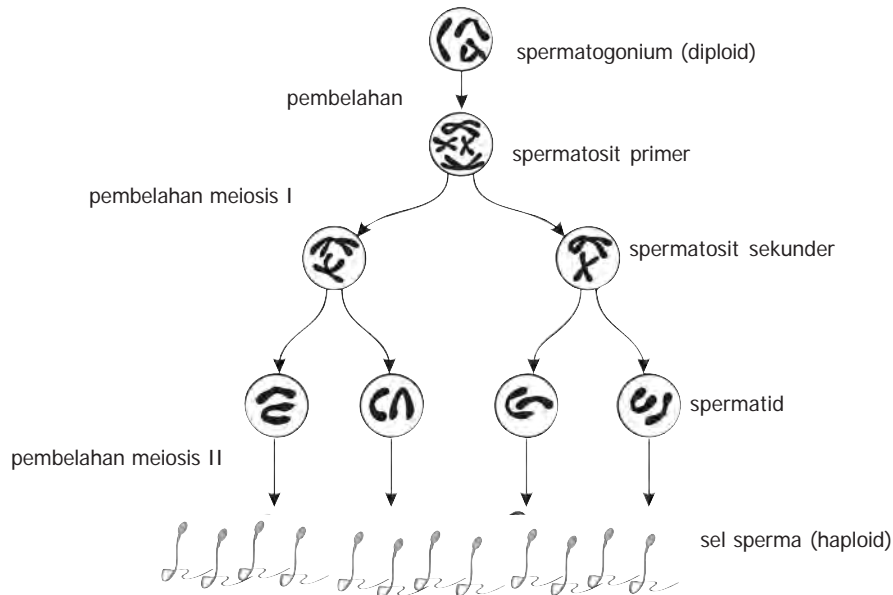 spermatogonium (diploid)
pembelahan
spermatosit primer
pembelahan meiosis I
spermatosit sekunder
spermatid
pembelahan meiosis II
sel sperma (haploid)